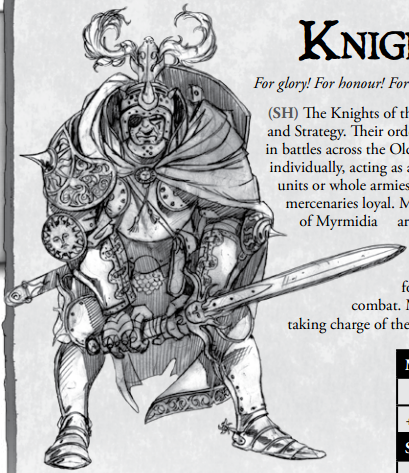 KNIG
For glory! For honour! For
(SH) The Knights of th
and Strategy. Their ord
in battles across the Old
individually, acting as a
units or whole armies
mercenaries loyal. M
of Myrmidia ar
fo
combat. M
taking charge of the